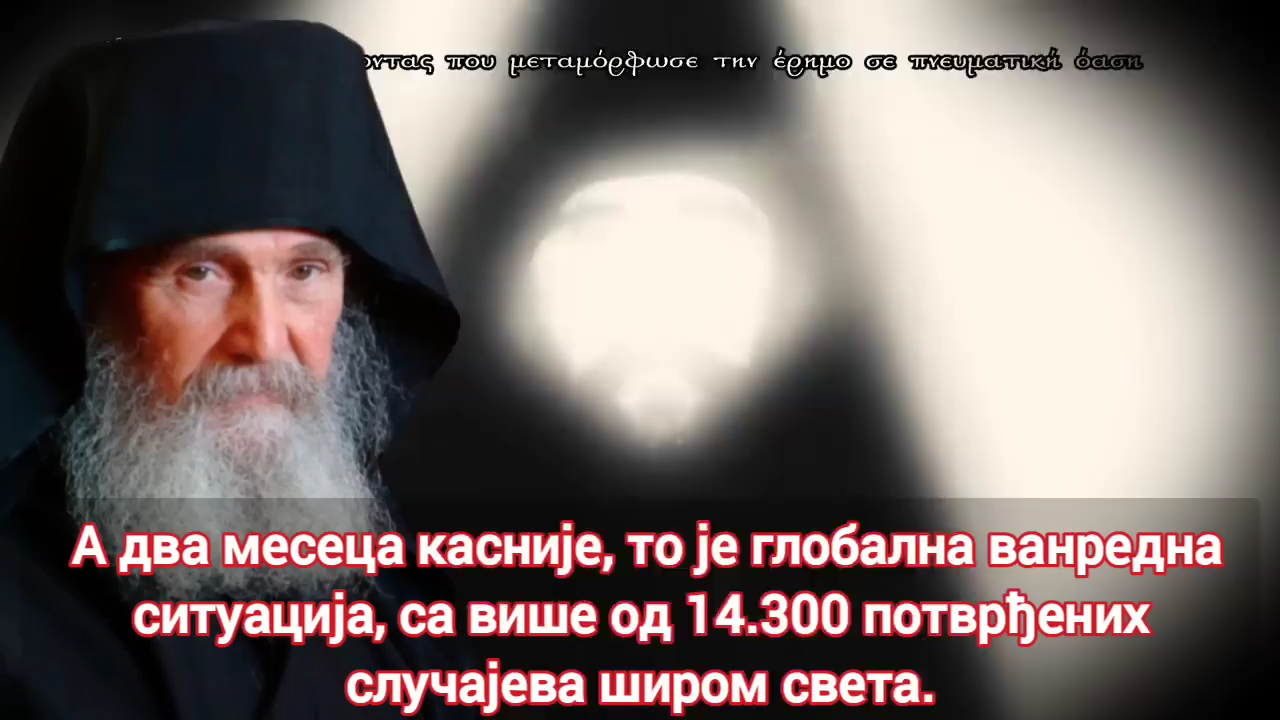 που μεταμόρφωσε την έρημο σε πνευματική όαση
А два месеца касније, то је глобална ванредна
ситуација, са више од 14.300 потврђених
случајева широм света.